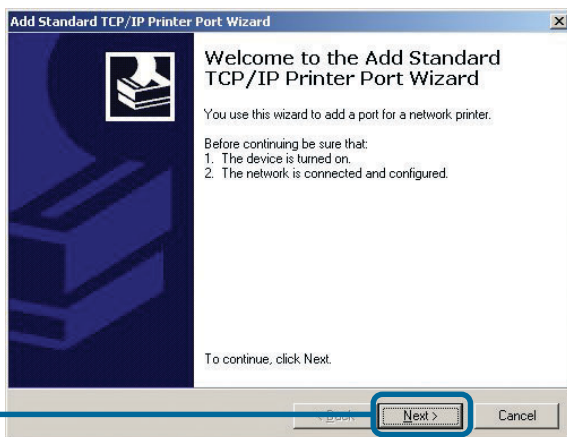 Add Standard TCP/IP Printer Port Wizard
Welcome to the Add Standard
TCP/IP Printer Port Wizard
You use this wizard to add a port for a network printer.
Before continuing be sure that:
1. The device is turned on.
2. The network is connected and configured.
To continue, click Next.
Next >
Cancel